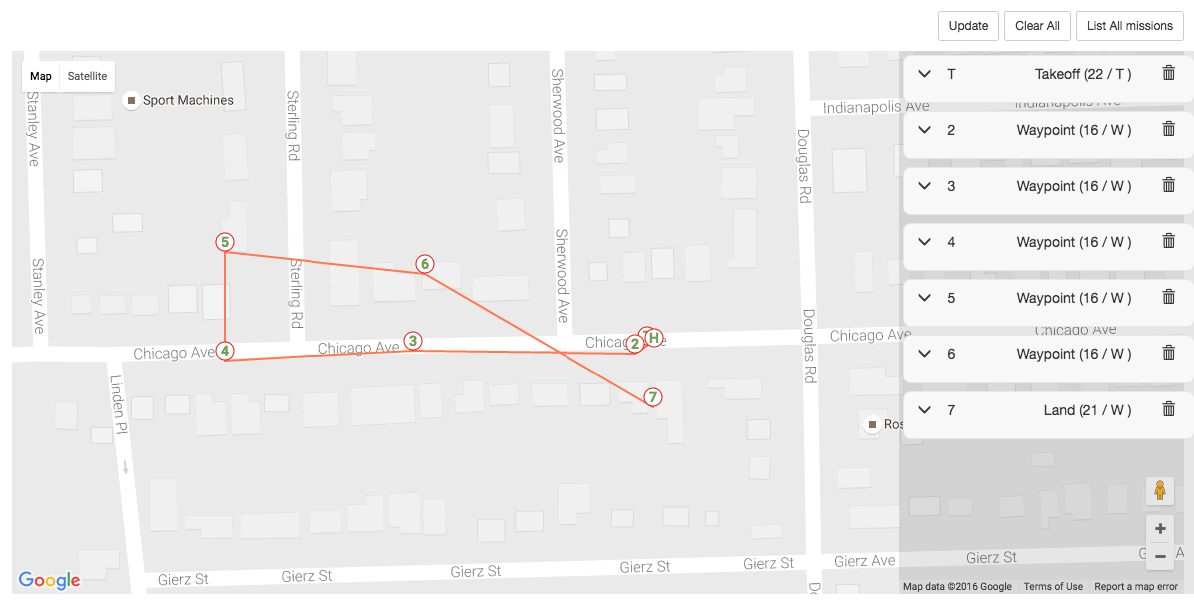 Update
Clear All
List All missions
Map
Satellite
Sport Machines
Stanley Ave
Sterling Rd
Sherwood Ave
Douglas Rd
Indianapolis Ave
Indianapolis Ave
T
Takeoff (22 / T )
2
Waypoint (16 / W )
3
Waypoint (16 / W )
4
Waypoint (16 / W )
5
Waypoint (16 / W )
6
Waypoint (16 / W )
7
Land (21 / W )
5
6
Stanley Ave
Sterling Rd
Sherwood Ave
Douglas Rd
Chicago Ave
4
Chicago Ave
3
2
H
Chicago Ave
Chicago Ave
7
Linden Pl
Gierz St
Gierz St
Gierz St
Gierz St
Gierz St
Gierz Ave
Gierz St
Google
Map data ©2016 Google
Terms of Use
Report a map error